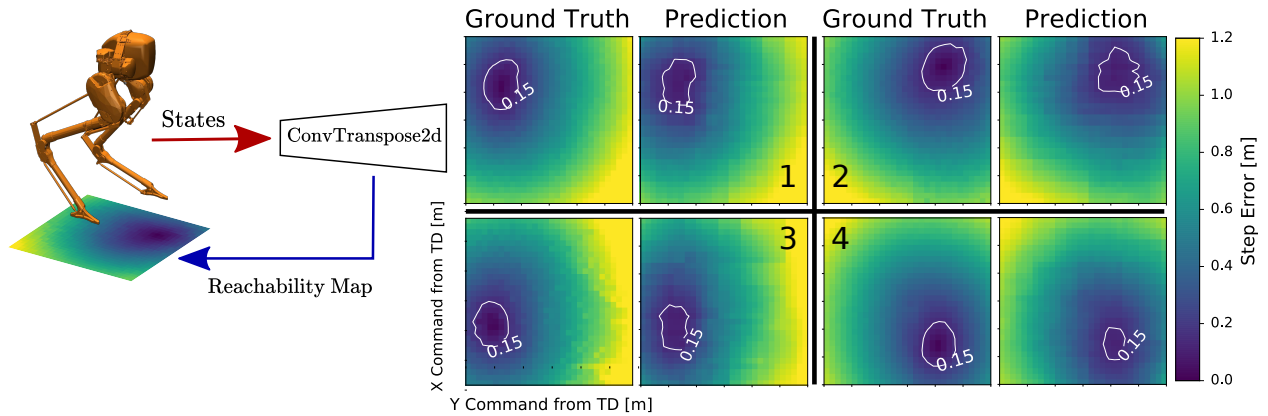 Ground Truth
Prediction
Ground Truth
Prediction
States
ConvTranspose2d
Reachability Map
0.15
0.15
1
2
0.15
0.15
3
4
0.15
0.15
0.15
0.15
X Command from TD [m]
Y Command from TD [m]
1.2
1.0
0.8
0.6
0.4
0.2
0.0
Step Error [m]